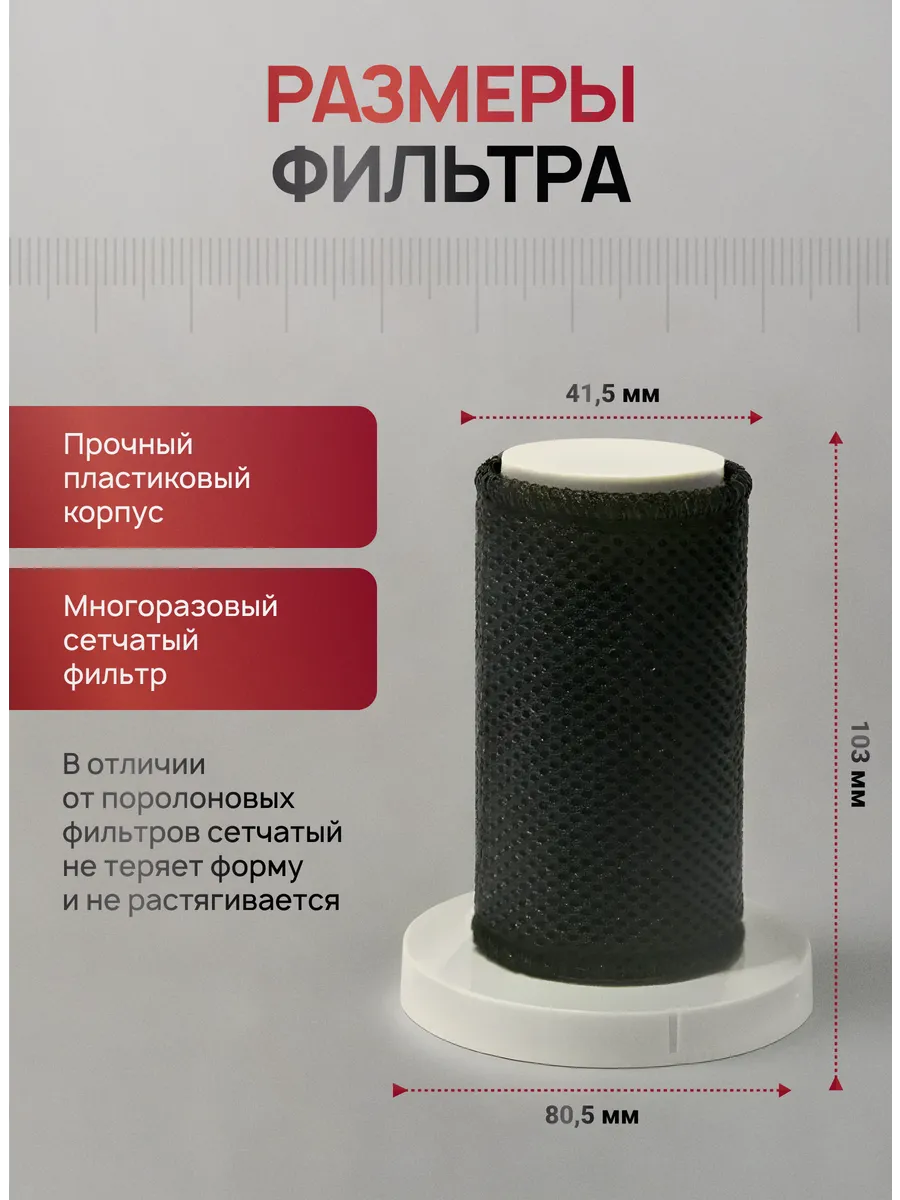 РАЗМЕРЫ
ФИЛЬТРА
41,5 мм
Прочный
пластиковый
корпус
Многоразовый
сетчатый
фильтр
103 мм
В отличии
от поролоновых
фильтров сетчатый
не теряет форму
и не растягивается
80,5 мм